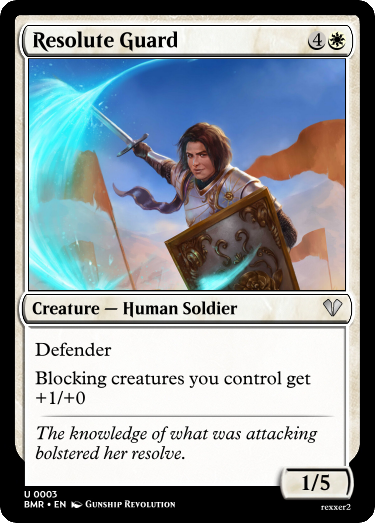 Resolute Guard 4
Creature — Human Soldier
Defender
Blocking creatures you control get
+1/+0
The knowledge of what was attacking
bolstered her resolve.
1/5
U 0003
BMR • EN Gunship Revolution
rexxer2